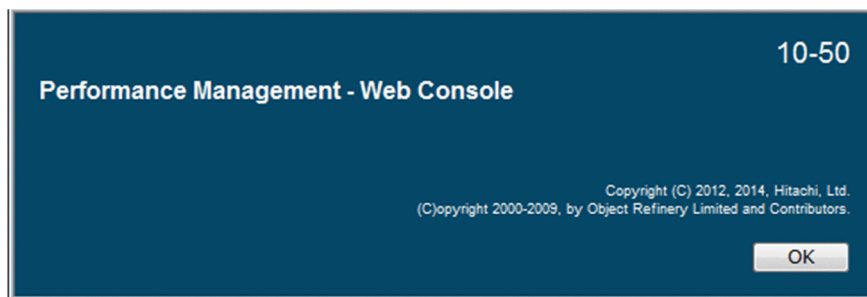 10-50
Performance Management - Web Console
Copyright (C) 2012, 2014, Hitachi, Ltd.
(C)opyright 2000-2009, by Object Refinery Limited and Contributors.
OK